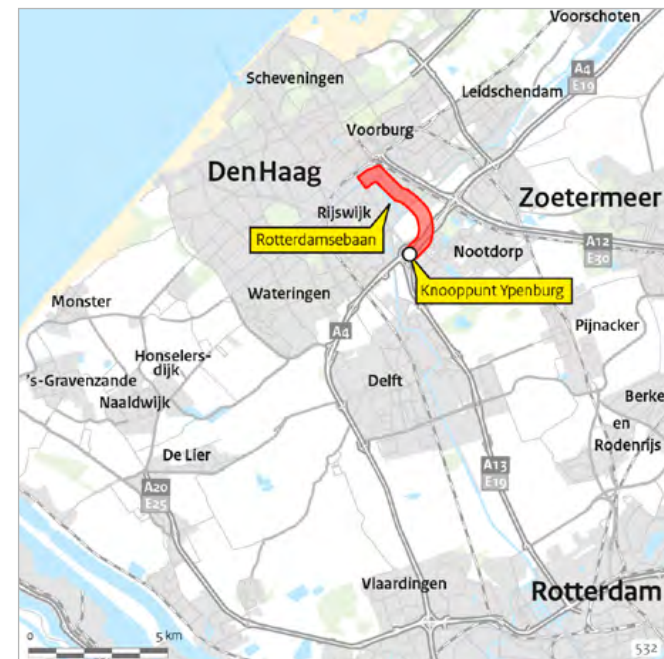 Voorschoten
A4
E19
Scheveningen
Leidschendam
Voorburg
Den Haag
Zoetermeer
Rijswijk
Rotterdamsebaan
Nootdorp
A12
E30
Knooppunt Ypenburg
Wateringen
Monster
A4
Pijnacker
Honselers-
dijk
's-Gravenzande
Delft
Naaldwijk
Berke
en
Rodenrijs
De Lier
A13
E19
A20
E25
Vlaardingen
Rotterdam
0
5 km
532